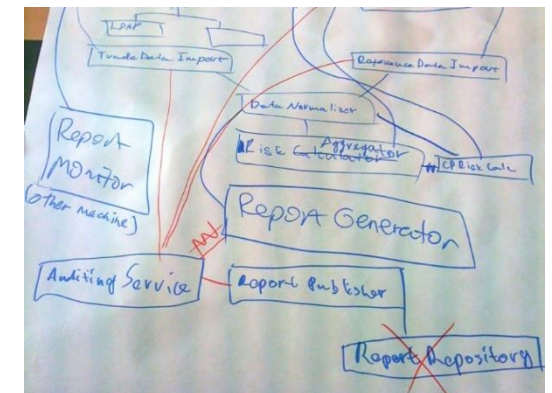 LDAP
Trade Data Import
Reference Data Import
Data Normaliser
Report
Monitor
(other machine)
Aggregator
Risk Calculator
CP Risk Calc
Report Generator
Auditing Service
Report Publisher
Report Repository